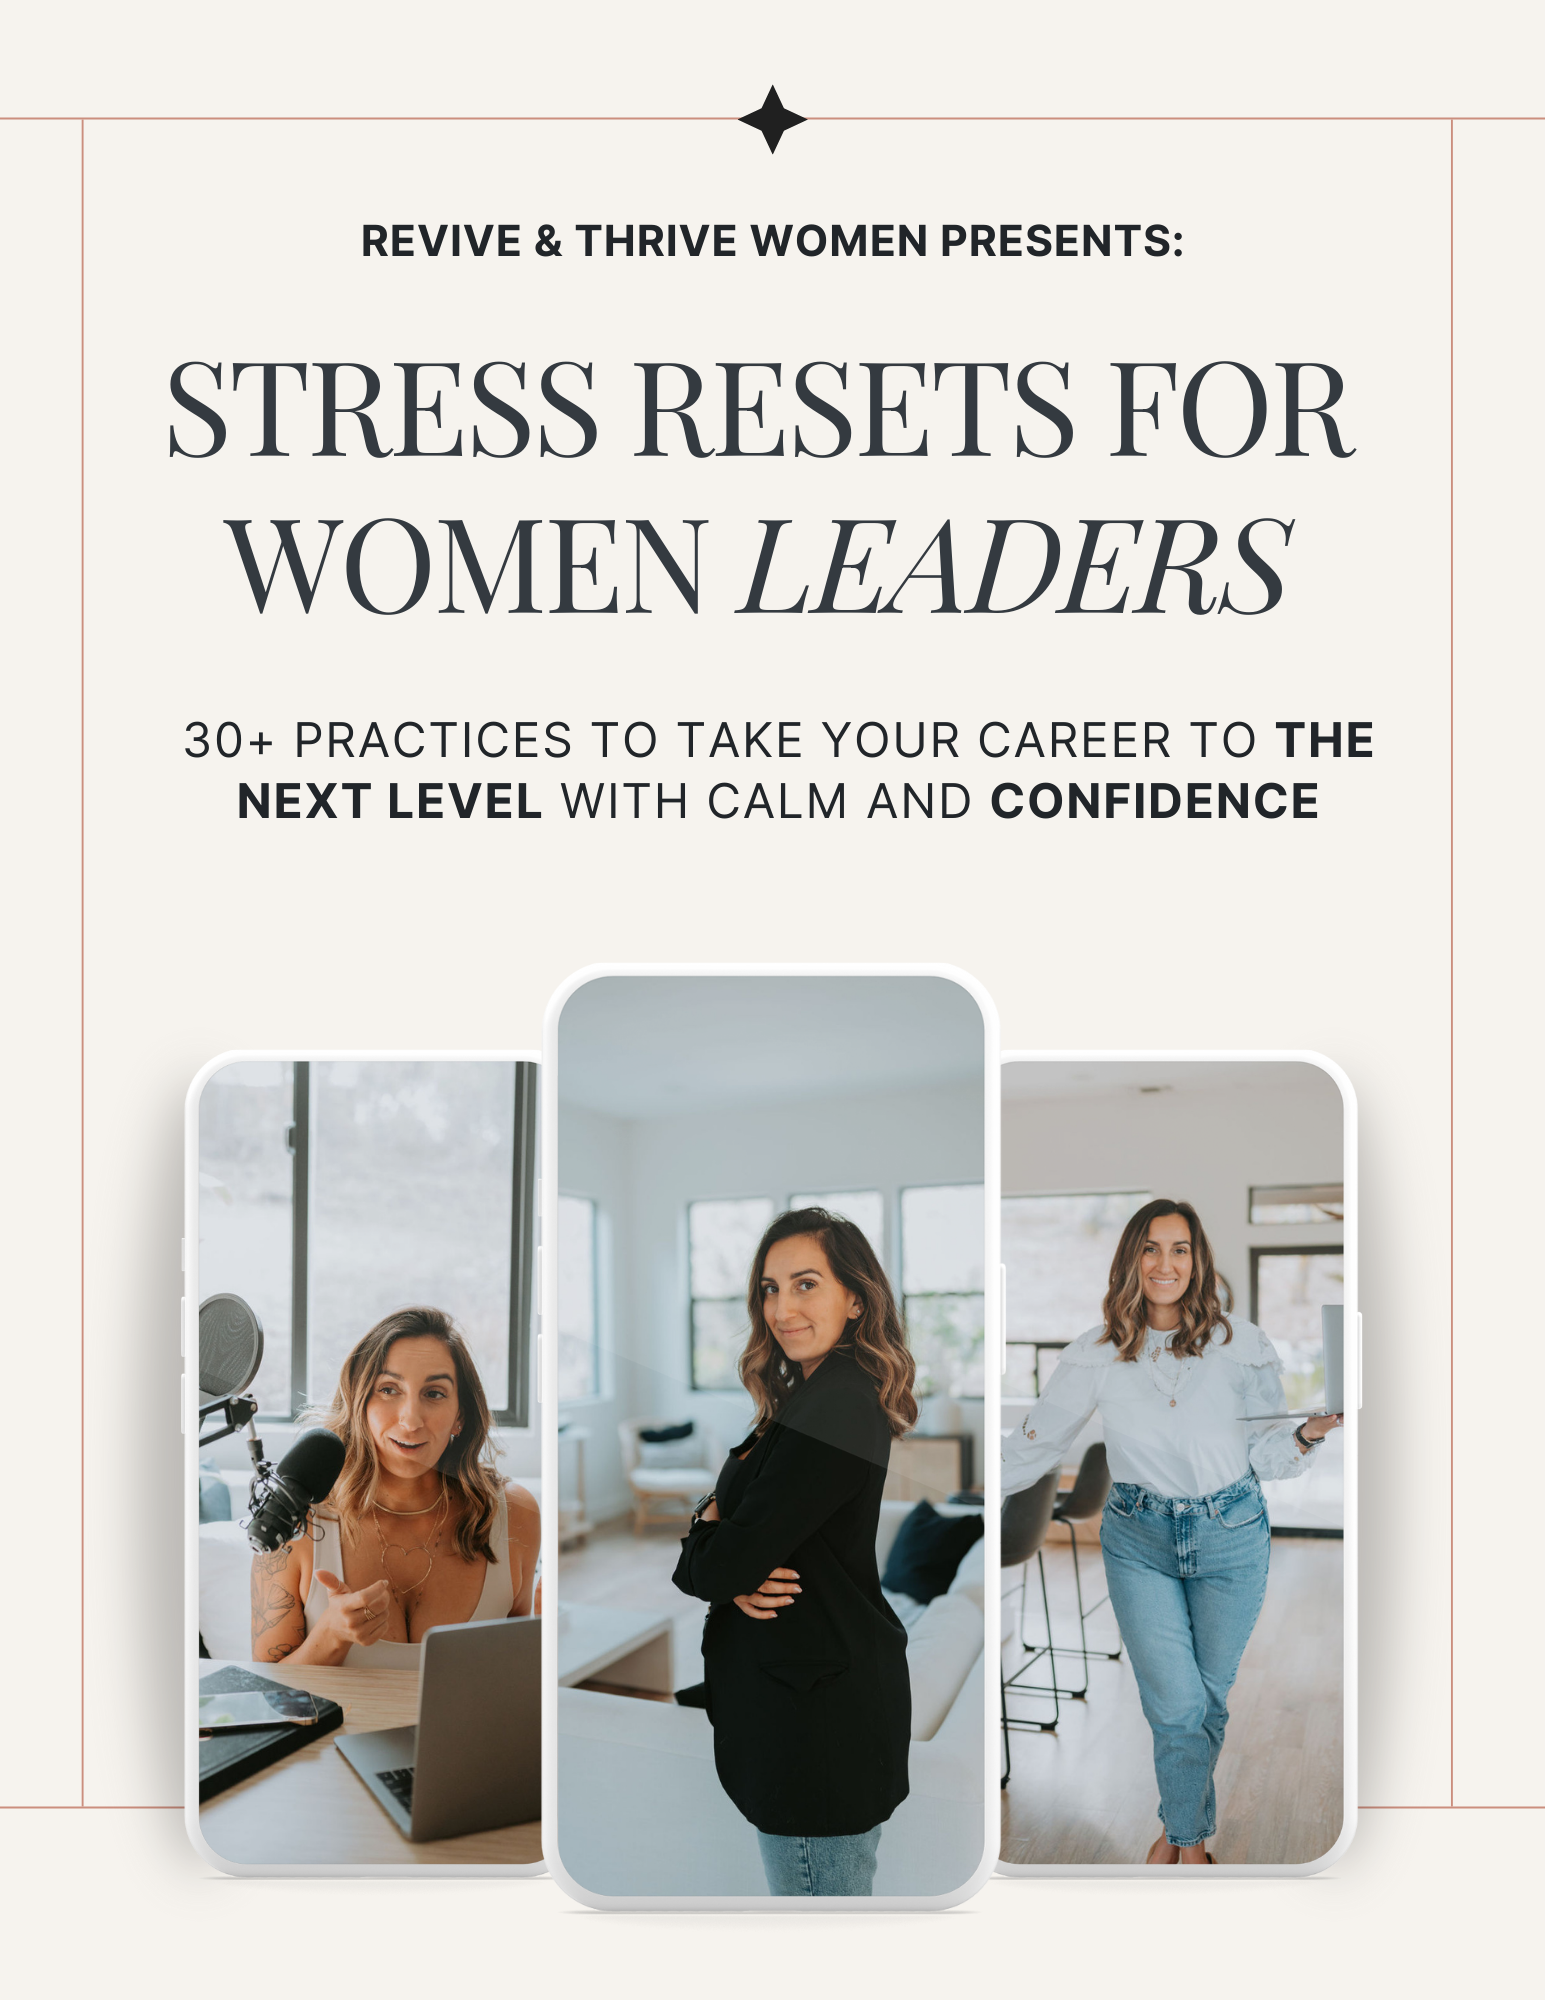 REVIVE & THRIVE WOMEN PRESENTS:
STRESS RESETS FOR
WOMEN LEADERS
30+ PRACTICES TO TAKE YOUR CAREER TO THE
NEXT LEVEL WITH CALM AND CONFIDENCE